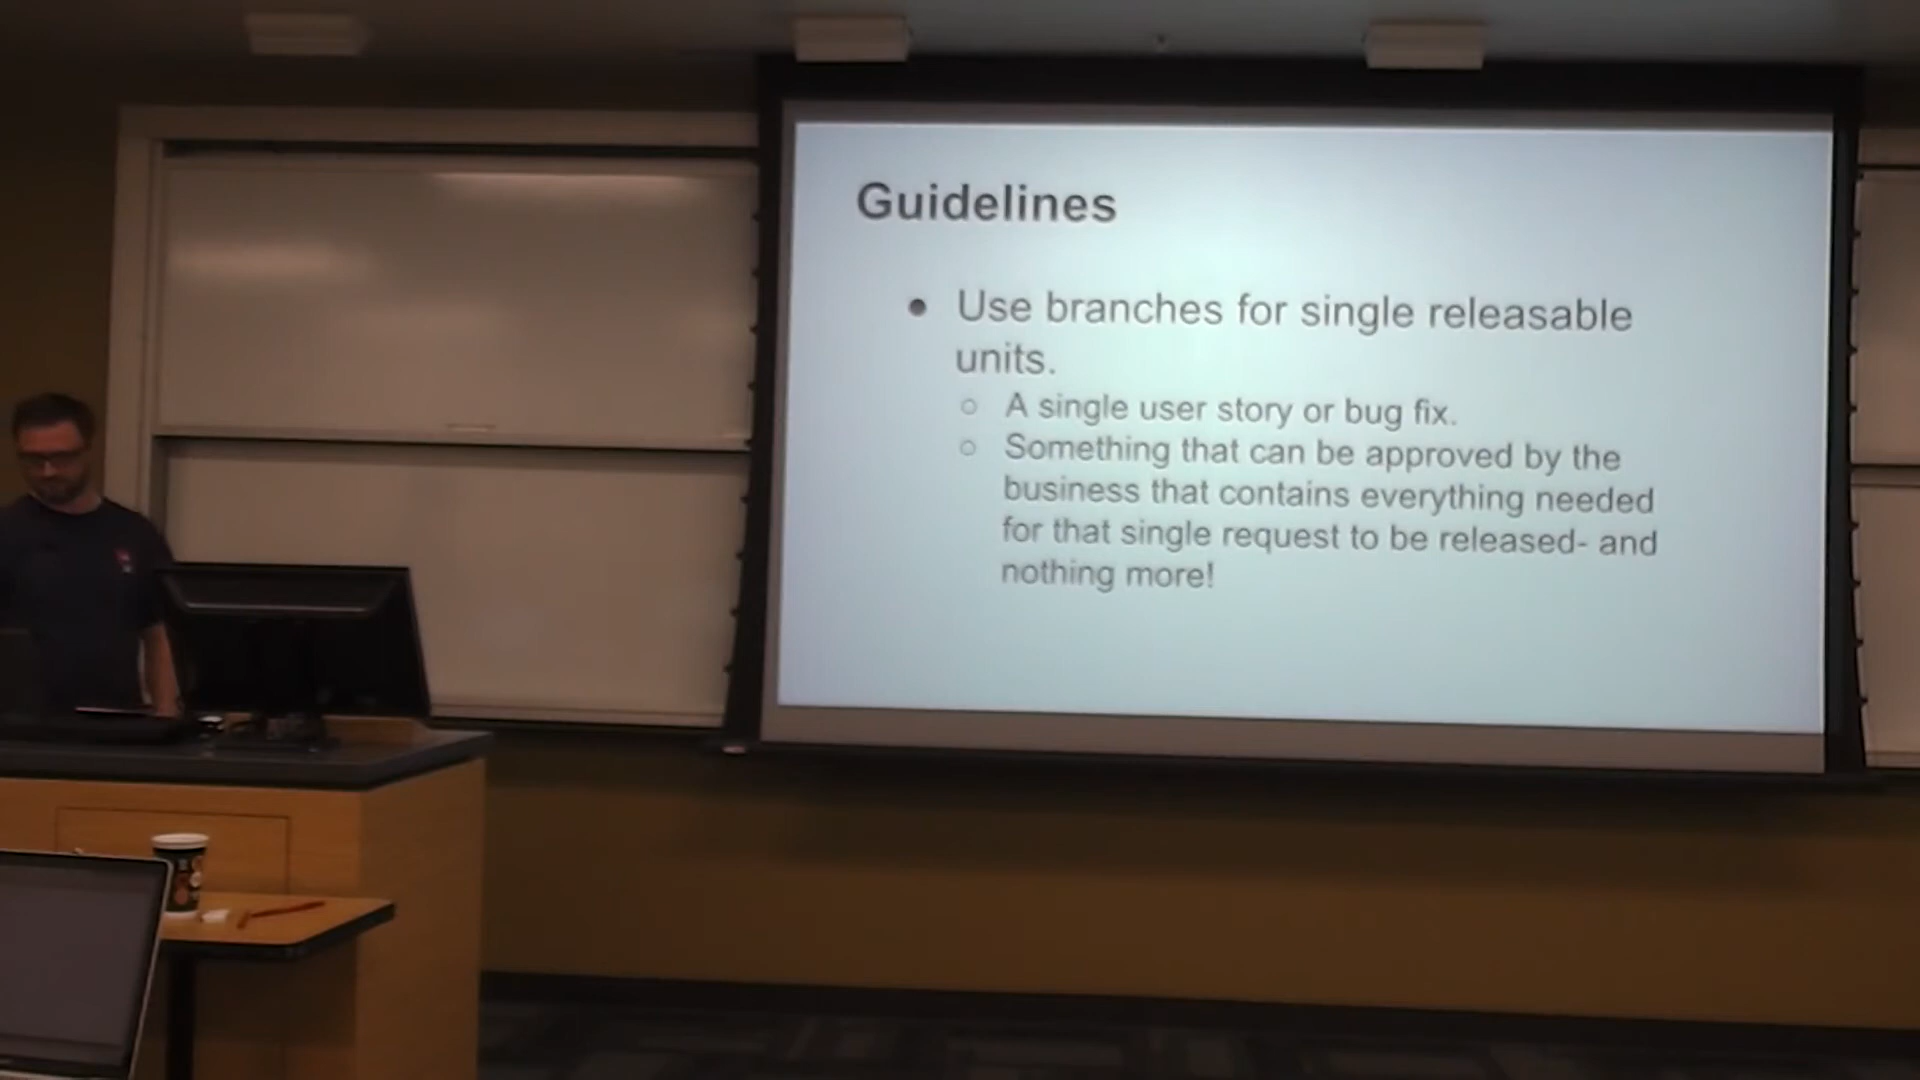 Guidelines
● Use branches for single releasable
units.
○ A single user story or bug fix.
○ Something that can be approved by the
business that contains everything needed
for that single request to be released- and
nothing more!